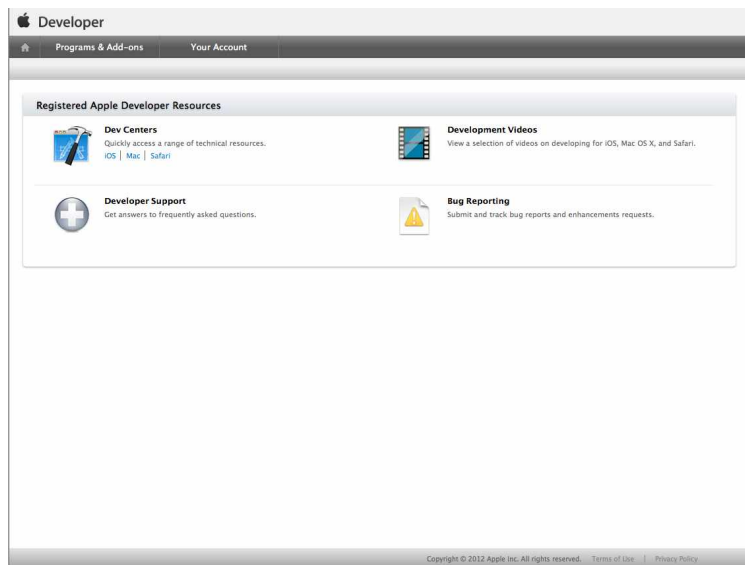 Developer
Programs & Add-ons Your Account
Registered Apple Developer Resources
Dev Centers
Quickly access a range of technical resources.
iOS | Mac | Safari
Development Videos
View a selection of videos on developing for iOS, Mac OS X, and Safari.
Developer Support
Get answers to frequently asked questions.
Bug Reporting
Submit and track bug reports and enhancements requests.
Copyright © 2012 Apple Inc. All rights reserved. Terms of Use | Privacy Policy